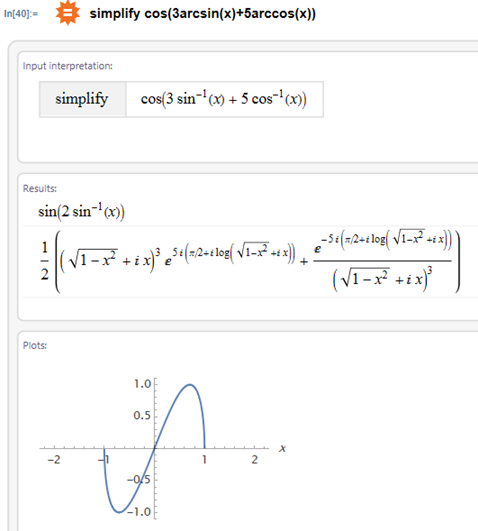 In[40]:= simplify cos(3arcsin(x)+5arccos(x))
Input interpretation:
simplify cos(3 sin⁻¹(x) + 5 cos⁻¹(x))
Results:
sin(2 sin⁻¹(x))
1/2 ((√(1-x²) + i x)³ e^(5 i (π/2+i log(√(1-x²) +i x))) + e^(-5 i (π/2+i log(√(1-x²) +i x)))/(√(1-x²) + i x)³)
Plots:
1.0
0.5
x
-2 -1 1 2
-0.5
-1.0